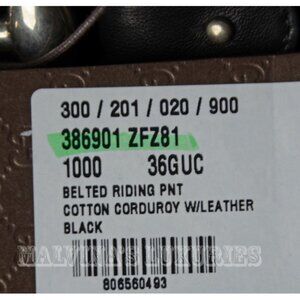 300 / 201 / 020 / 900
386901 ZFZ81
1000 36GUC
BELTED RIDING PNT
COTTON CORDUROY W/LEATHER
BLACK
MALVINA'S LUXURIES
806560493